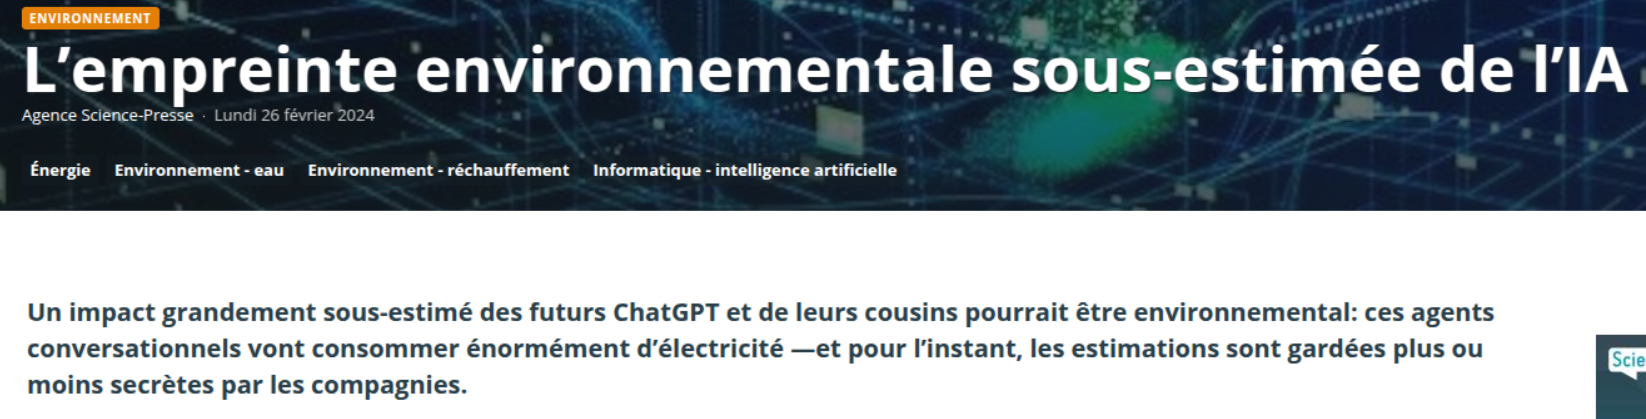 ENVIRONNEMENT
L’empreinte environnementale sous-estimée de l’IA
Agence Science-Presse · Lundi 26 février 2024
Énergie Environnement - eau Environnement - réchauffement Informatique - intelligence artificielle
Un impact grandement sous-estimé des futurs ChatGPT et de leurs cousins pourrait être environnemental: ces agents
conversationnels vont consommer énormément d’électricité —et pour l’instant, les estimations sont gardées plus ou
moins secrètes par les compagnies.
Scie